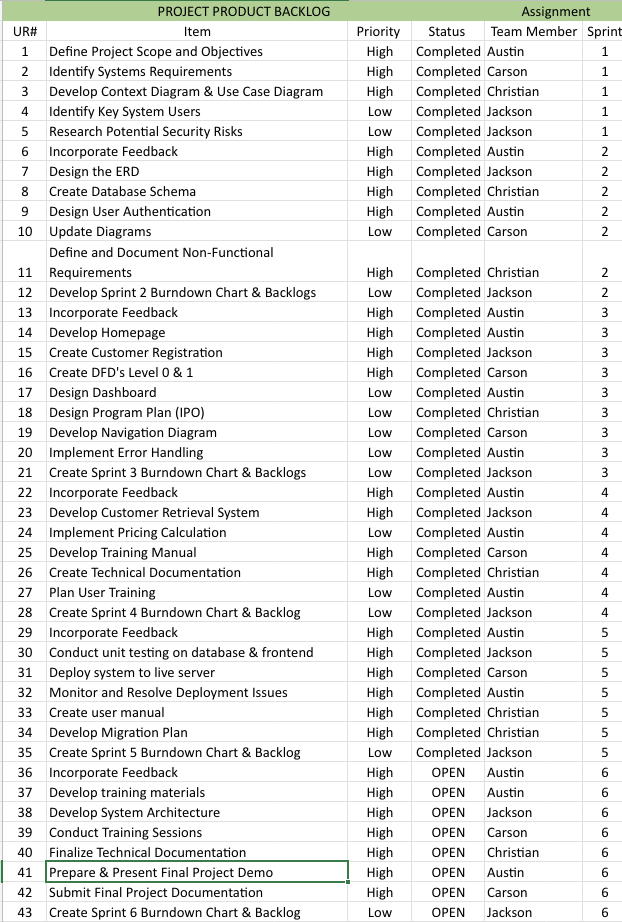 PROJECT PRODUCT BACKLOG Assignment
UR# Item Priority Status Team Member Sprint
1 Define Project Scope and Objectives High Completed Austin 1
2 Identify Systems Requirements High Completed Carson 1
3 Develop Context Diagram & Use Case Diagram High Completed Christian 1
4 Identify Key System Users Low Completed Jackson 1
5 Research Potential Security Risks Low Completed Jackson 1
6 Incorporate Feedback High Completed Austin 2
7 Design the ERD High Completed Jackson 2
8 Create Database Schema High Completed Christian 2
9 Design User Authentication High Completed Austin 2
10 Update Diagrams Low Completed Carson 2
Define and Document Non-Functional
11 Requirements High Completed Christian 2
12 Develop Sprint 2 Burndown Chart & Backlogs Low Completed Jackson 2
13 Incorporate Feedback High Completed Austin 3
14 Develop Homepage High Completed Austin 3
15 Create Customer Registration High Completed Jackson 3
16 Create DFD's Level 0 & 1 High Completed Carson 3
17 Design Dashboard Low Completed Austin 3
18 Design Program Plan (IPO) Low Completed Christian 3
19 Develop Navigation Diagram Low Completed Carson 3
20 Implement Error Handling Low Completed Austin 3
21 Create Sprint 3 Burndown Chart & Backlogs Low Completed Jackson 3
22 Incorporate Feedback High Completed Austin 4
23 Develop Customer Retrieval System High Completed Jackson 4
24 Implement Pricing Calculation Low Completed Austin 4
25 Develop Training Manual High Completed Carson 4
26 Create Technical Documentation High Completed Christian 4
27 Plan User Training Low Completed Austin 4
28 Create Sprint 4 Burndown Chart & Backlog Low Completed Jackson 4
29 Incorporate Feedback High Completed Austin 5
30 Conduct unit testing on database & frontend High Completed Jackson 5
31 Deploy system to live server High Completed Carson 5
32 Monitor and Resolve Deployment Issues High Completed Austin 5
33 Create user manual High Completed Christian 5
34 Develop Migration Plan High Completed Christian 5
35 Create Sprint 5 Burndown Chart & Backlog Low Completed Jackson 5
36 Incorporate Feedback High OPEN Austin 6
37 Develop training materials High OPEN Austin 6
38 Develop System Architecture High OPEN Jackson 6
39 Conduct Training Sessions High OPEN Carson 6
40 Finalize Technical Documentation High OPEN Christian 6
41 Prepare & Present Final Project Demo High OPEN Austin 6
42 Submit Final Project Documentation High OPEN Carson 6
43 Create Sprint 6 Burndown Chart & Backlog Low OPEN Jackson 6